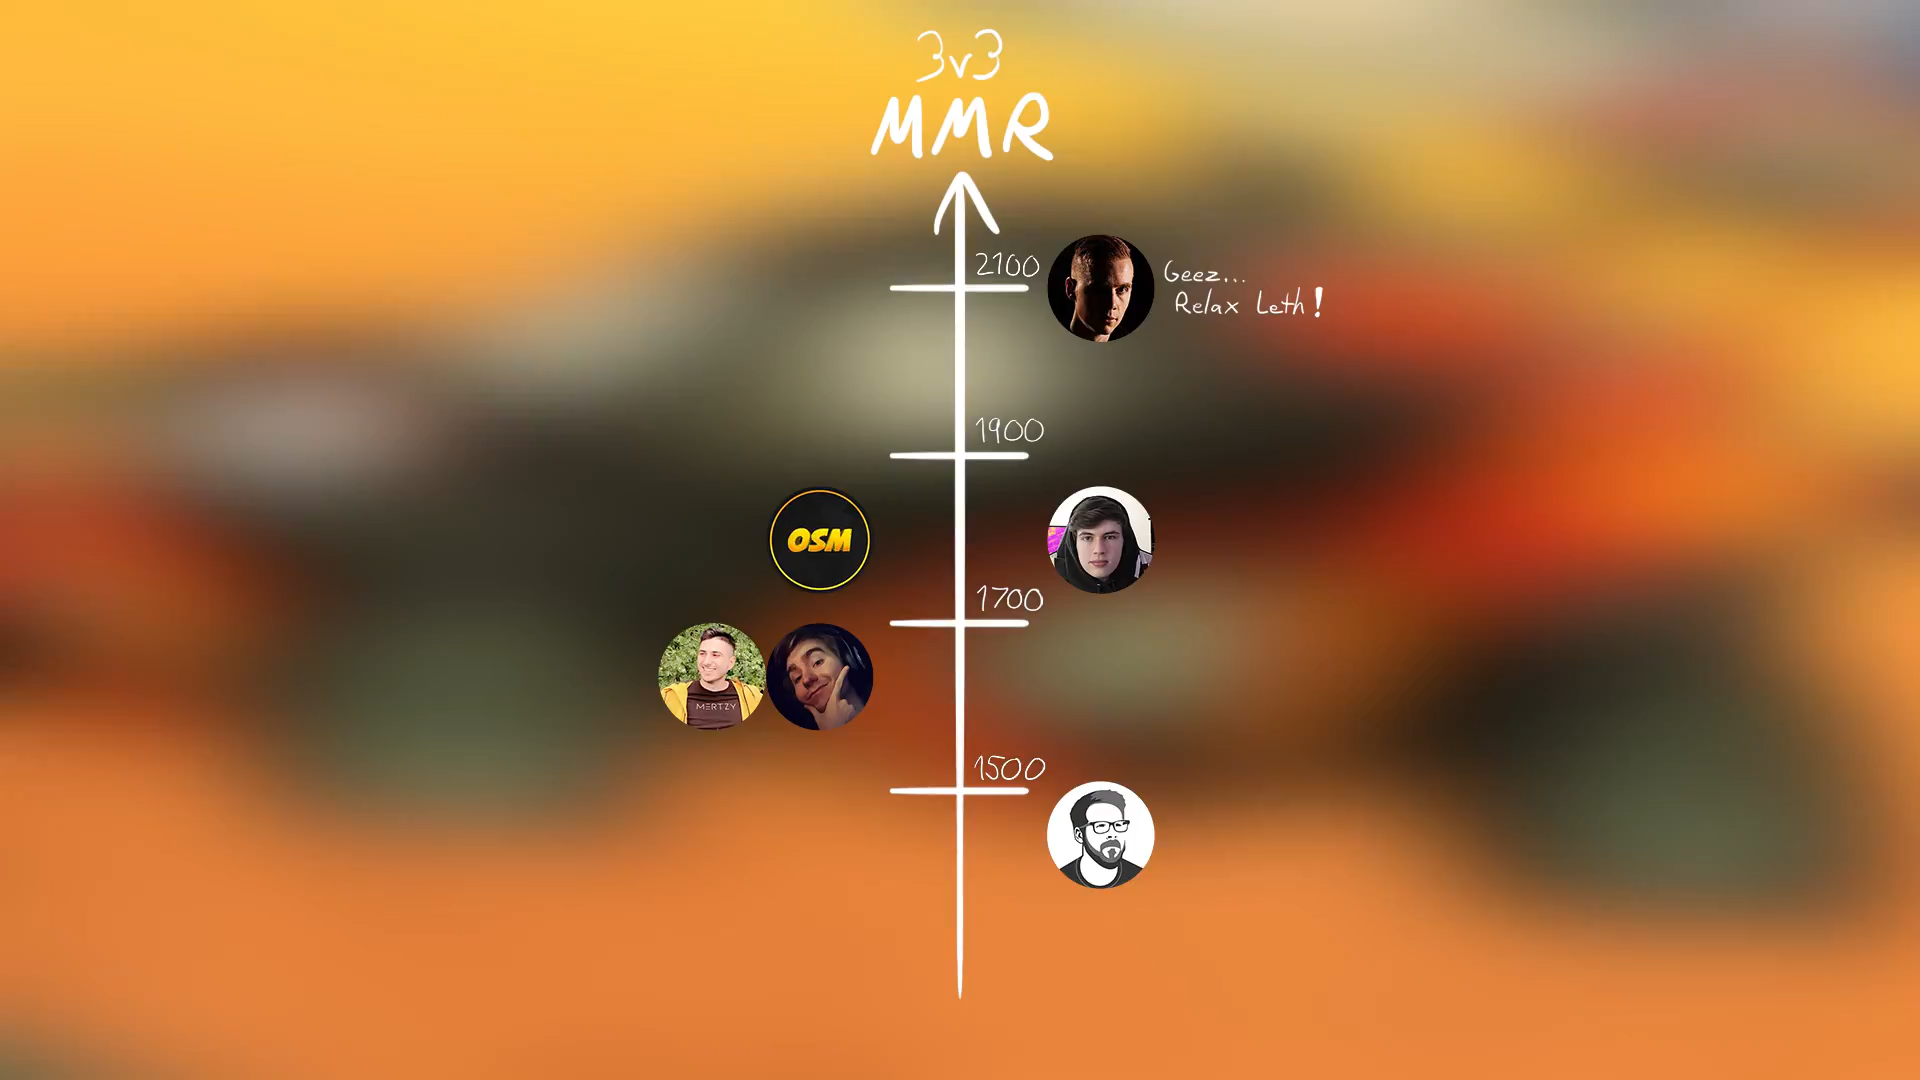 3v3
MMR
2100
Geez...
Relax Leth!
1900
OSM
1700
MERTZY
1500